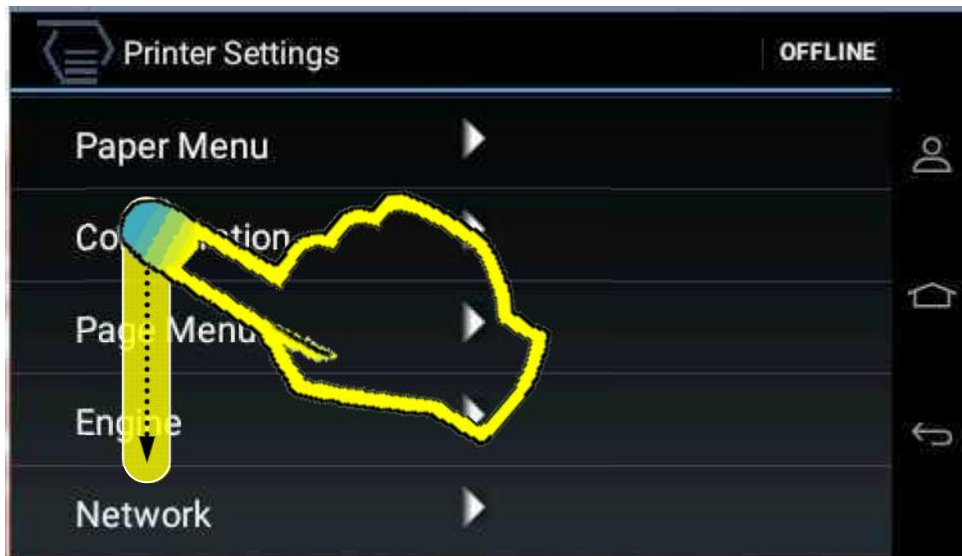 Printer Settings
OFFLINE
Paper Menu
Page Menu
Engine
Network